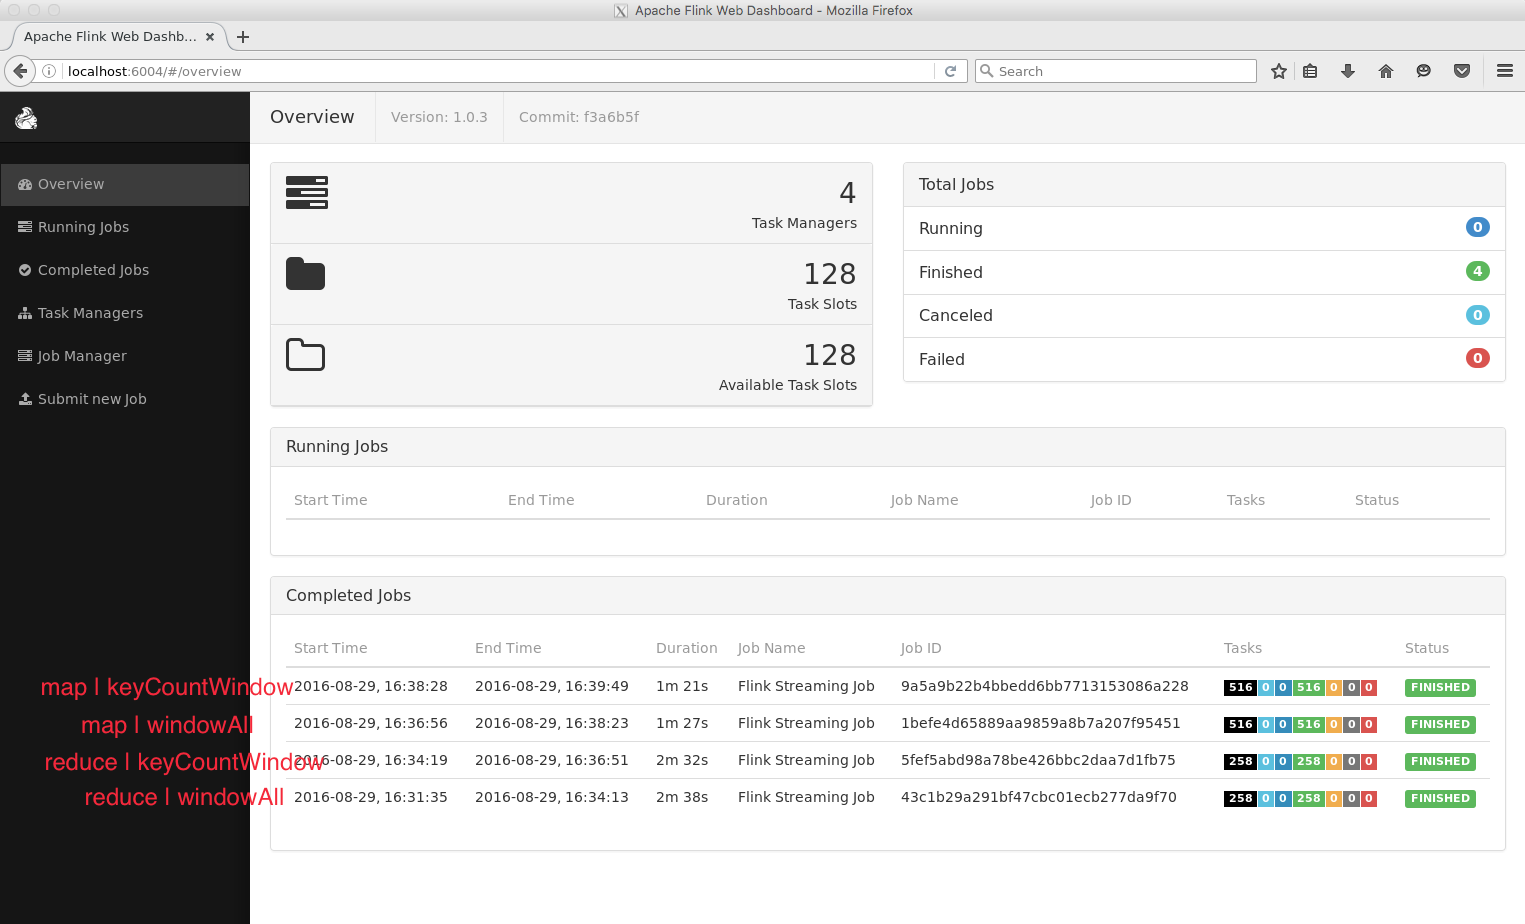 Apache Flink Web Dashboard - Mozilla Firefox
Apache Flink Web Dashb...
localhost:6004/#/overview
Search
Overview
Version: 1.0.3
Commit: f3a6b5f
Overview
Running Jobs
Completed Jobs
Task Managers
Job Manager
Submit new Job
4
Task Managers
128
Task Slots
128
Available Task Slots
Total Jobs
Running 0
Finished 4
Canceled 0
Failed 0
Running Jobs
Start Time End Time Duration Job Name Job ID Tasks Status
Completed Jobs
Start Time End Time Duration Job Name Job ID Tasks Status
map | keyCountWindow 2016-08-29, 16:38:28 2016-08-29, 16:39:49 1m 21s Flink Streaming Job 9a5a9b22b4bbedd6bb7713153086a228 516 0 0 516 0 0 0 FINISHED
map | windowAll 2016-08-29, 16:36:56 2016-08-29, 16:38:23 1m 27s Flink Streaming Job 1befe4d65889aa9859a8b7a207f95451 516 0 0 516 0 0 0 FINISHED
reduce | keyCountWindow 2016-08-29, 16:34:19 2016-08-29, 16:36:51 2m 32s Flink Streaming Job 5fef5abd98a78be426bbc2daa7d1fb75 258 0 0 258 0 0 0 FINISHED
reduce | windowAll 2016-08-29, 16:31:35 2016-08-29, 16:34:13 2m 38s Flink Streaming Job 43c1b29a291bf47cbc01ecb277da9f70 258 0 0 258 0 0 0 FINISHED